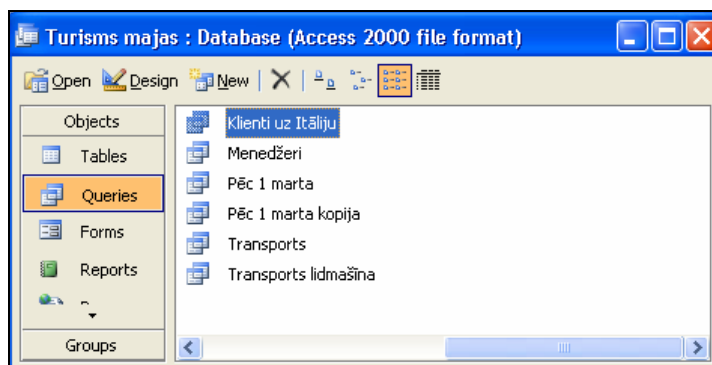 Turisms majas : Database (Access 2000 file format)
Open Design New
Objects
Tables
Queries
Forms
Reports
Groups
Klienti uz Itāliju
Menedžeri
Pēc 1 marta
Pēc 1 marta kopija
Transports
Transports lidmašīna